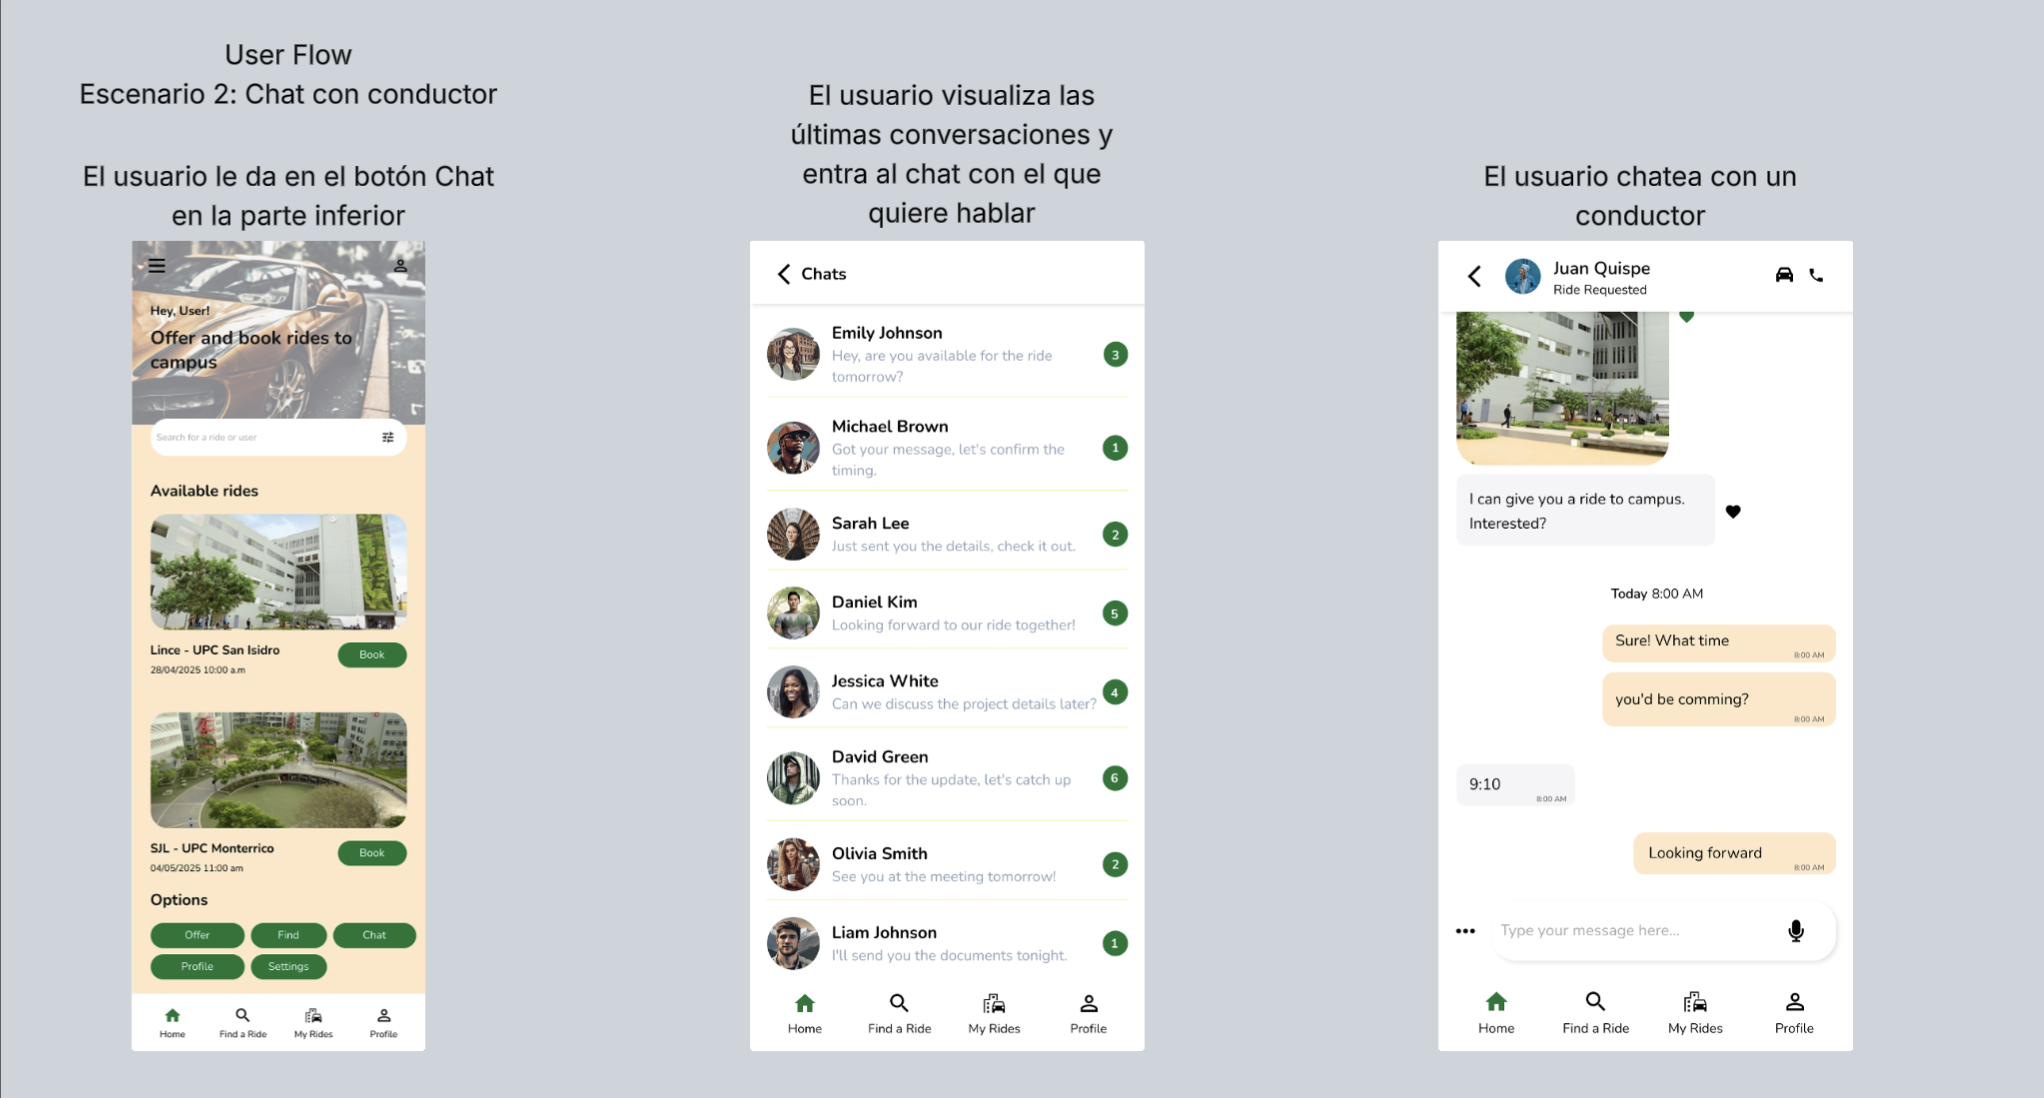 User Flow
Escenario 2: Chat con conductor
El usuario le da en el botón Chat
en la parte inferior
Hey, User!
Offer and book rides to
campus
Search for a ride or user
Available rides
Lince - UPC San Isidro
Book
28/04/2025 10:00 a.m
SJL - UPC Monterrico
Book
04/05/2025 11:00 am
Options
Offer
Find
Chat
Profile
Settings
Home
Find a Ride
My Rides
Profile
El usuario visualiza las
últimas conversaciones y
entra al chat con el que
quiere hablar
Chats
Emily Johnson
Hey, are you available for the ride
tomorrow?
3
Michael Brown
Got your message, let's confirm the
timing.
1
Sarah Lee
Just sent you the details, check it out.
2
Daniel Kim
Looking forward to our ride together!
5
Jessica White
Can we discuss the project details later?
4
David Green
Thanks for the update, let's catch up
soon.
6
Olivia Smith
See you at the meeting tomorrow!
2
Liam Johnson
I'll send you the documents tonight.
1
Home
Find a Ride
My Rides
Profile
El usuario chatea con un
conductor
Juan Quispe
Ride Requested
I can give you a ride to campus.
Interested?
Today 8:00 AM
Sure! What time
8:00 AM
you'd be comming?
8:00 AM
9:10
8:00 AM
Looking forward
8:00 AM
Type your message here...
Home
Find a Ride
My Rides
Profile